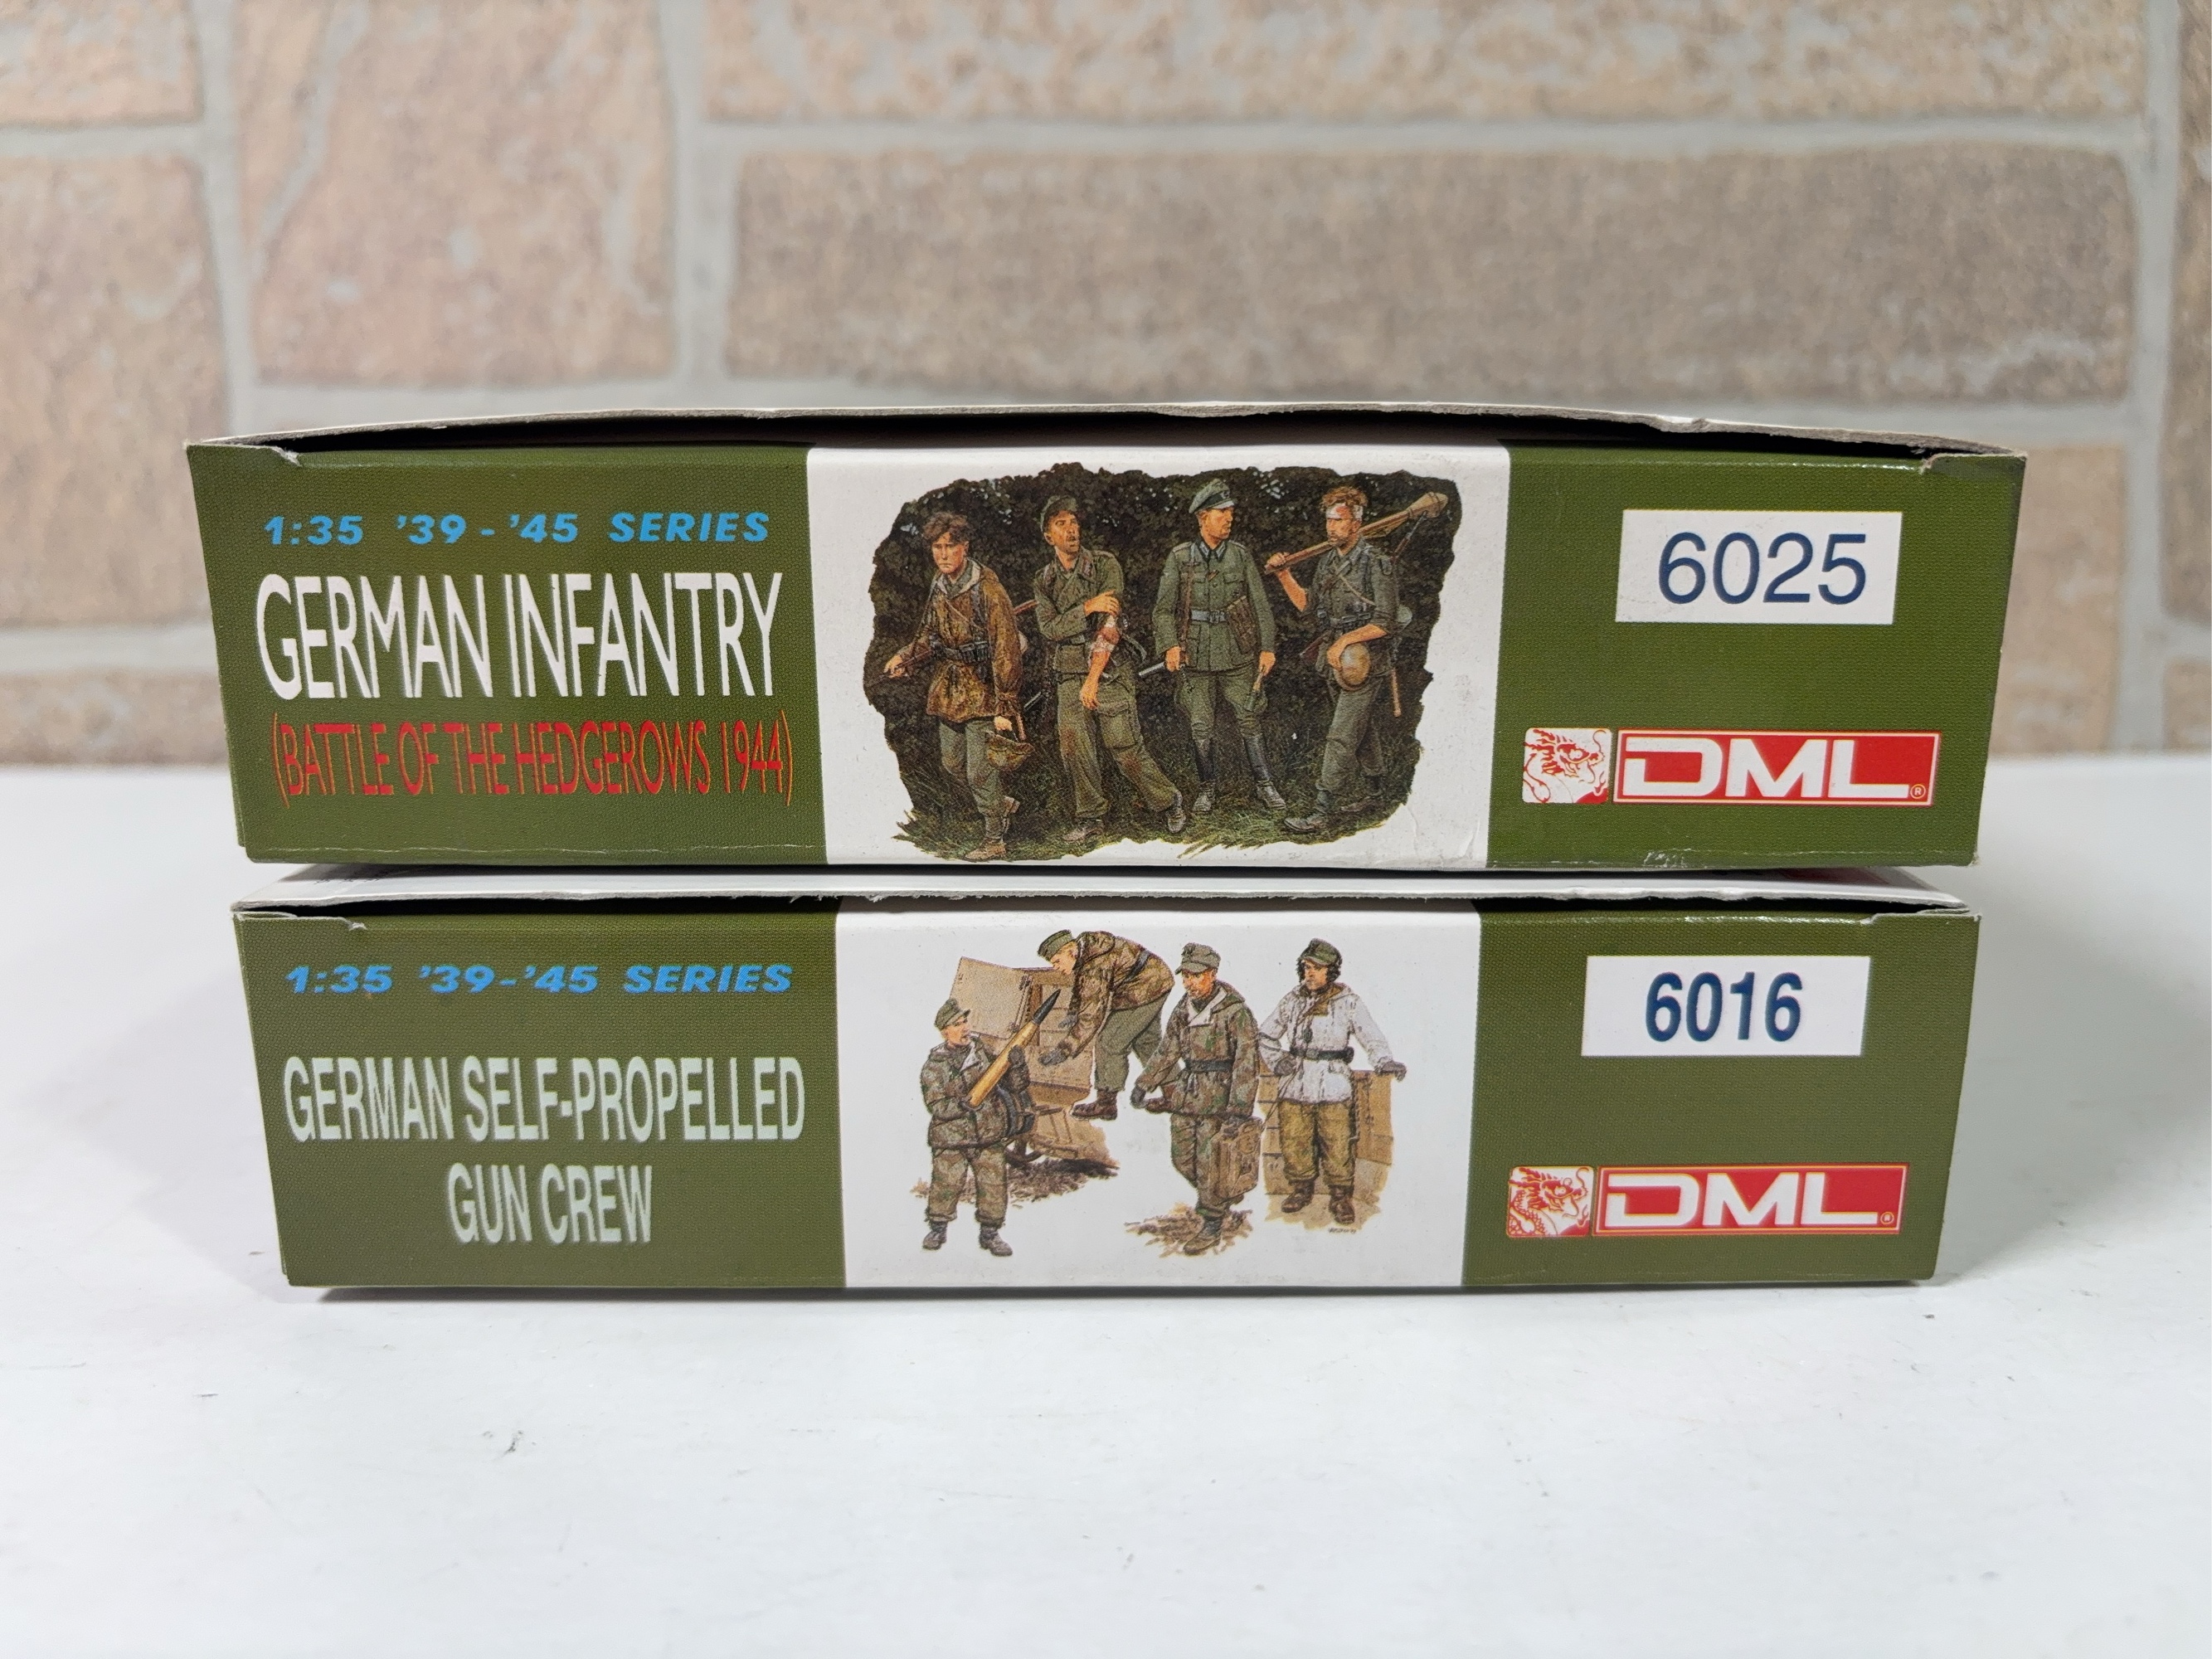 1:35 '39-'45 SERIES
GERMAN INFANTRY
(BATTLE OF THE HEDGEROWS 1944)
6025
DML®
1:35 '39-'45 SERIES
GERMAN SELF-PROPELLED
GUN CREW
6016
DML®